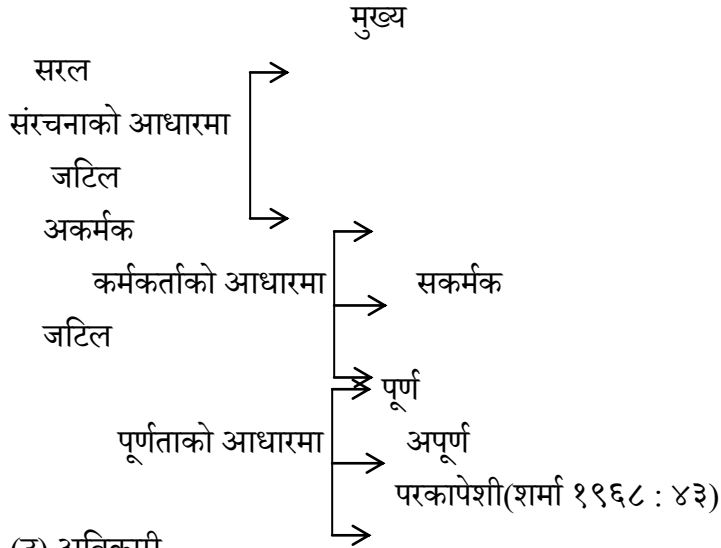 मुख्य
सरल
संरचनाको आधारमा
जटिल
अकर्मक
कर्मकर्ताको आधारमा सकर्मक
जटिल
पूर्ण
पूर्णताको आधारमा अपूर्ण
परकापेशी(शर्मा १९६८ : ४३)